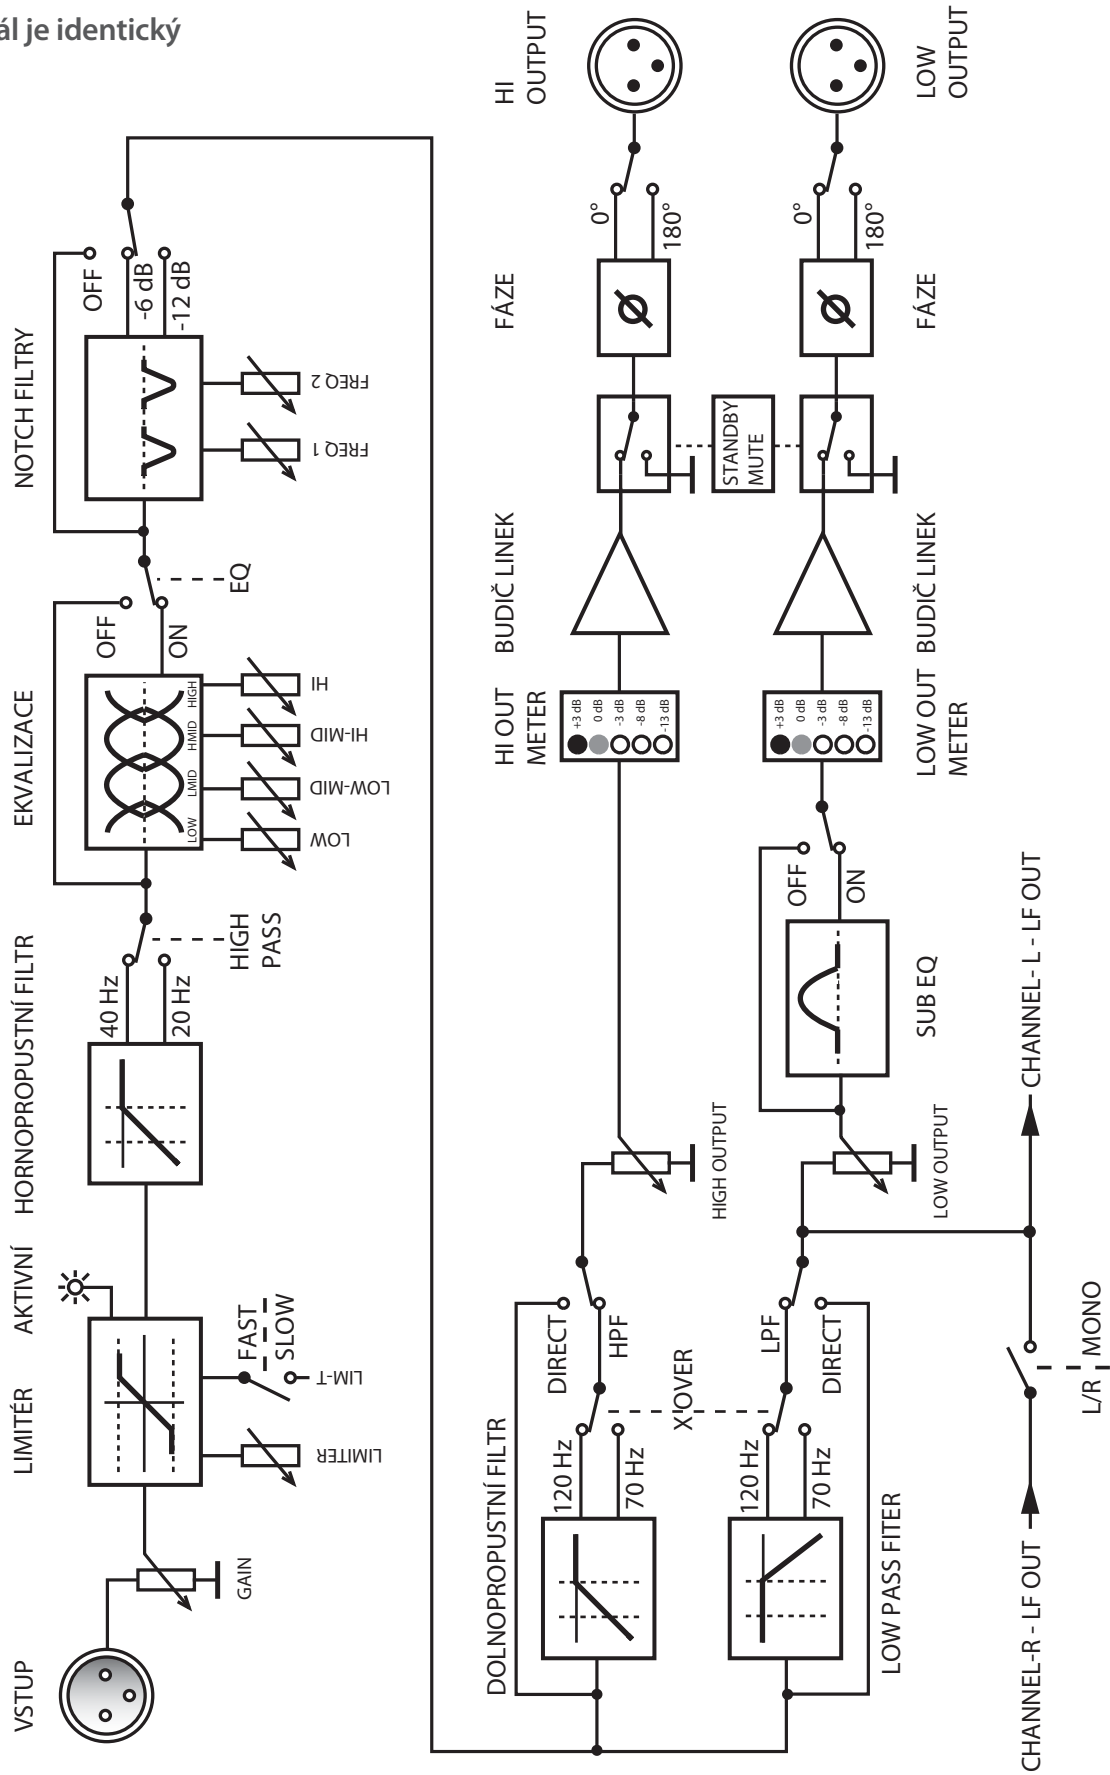 ál je identický
VSTUP
GAIN
LIMITÉR
AKTIVNÍ
LIMITER
LIM-T
FAST
SLOW
HORNOPROPUSTNÍ FILTR
40 Hz
20 Hz
HIGH
PASS
EKVALIZACE
LOW
LMID
HMID
HIGH
LOW
LOW-MID
HI-MID
HI
OFF
ON
EQ
NOTCH FILTRY
FREQ 1
FREQ 2
OFF
-6 dB
-12 dB
DOLNOPROPUSTNÍ FILTR
120 Hz
70 Hz
DIRECT
HPF
X OVER
HIGH OUTPUT
HI OUT
METER
+3 dB
0 dB
-3 dB
-8 dB
-13 dB
BUDIČ LINEK
STANDBY
MUTE
FÁZE
0°
180°
HI
OUTPUT
LOW PASS FITER
120 Hz
70 Hz
LPF
DIRECT
LOW OUTPUT
SUB EQ
OFF
ON
LOW OUT
METER
+3 dB
0 dB
-3 dB
-8 dB
-13 dB
BUDIČ LINEK
FÁZE
0°
180°
LOW
OUTPUT
CHANNEL-R - LF OUT
L/R MONO
CHANNEL- L - LF OUT